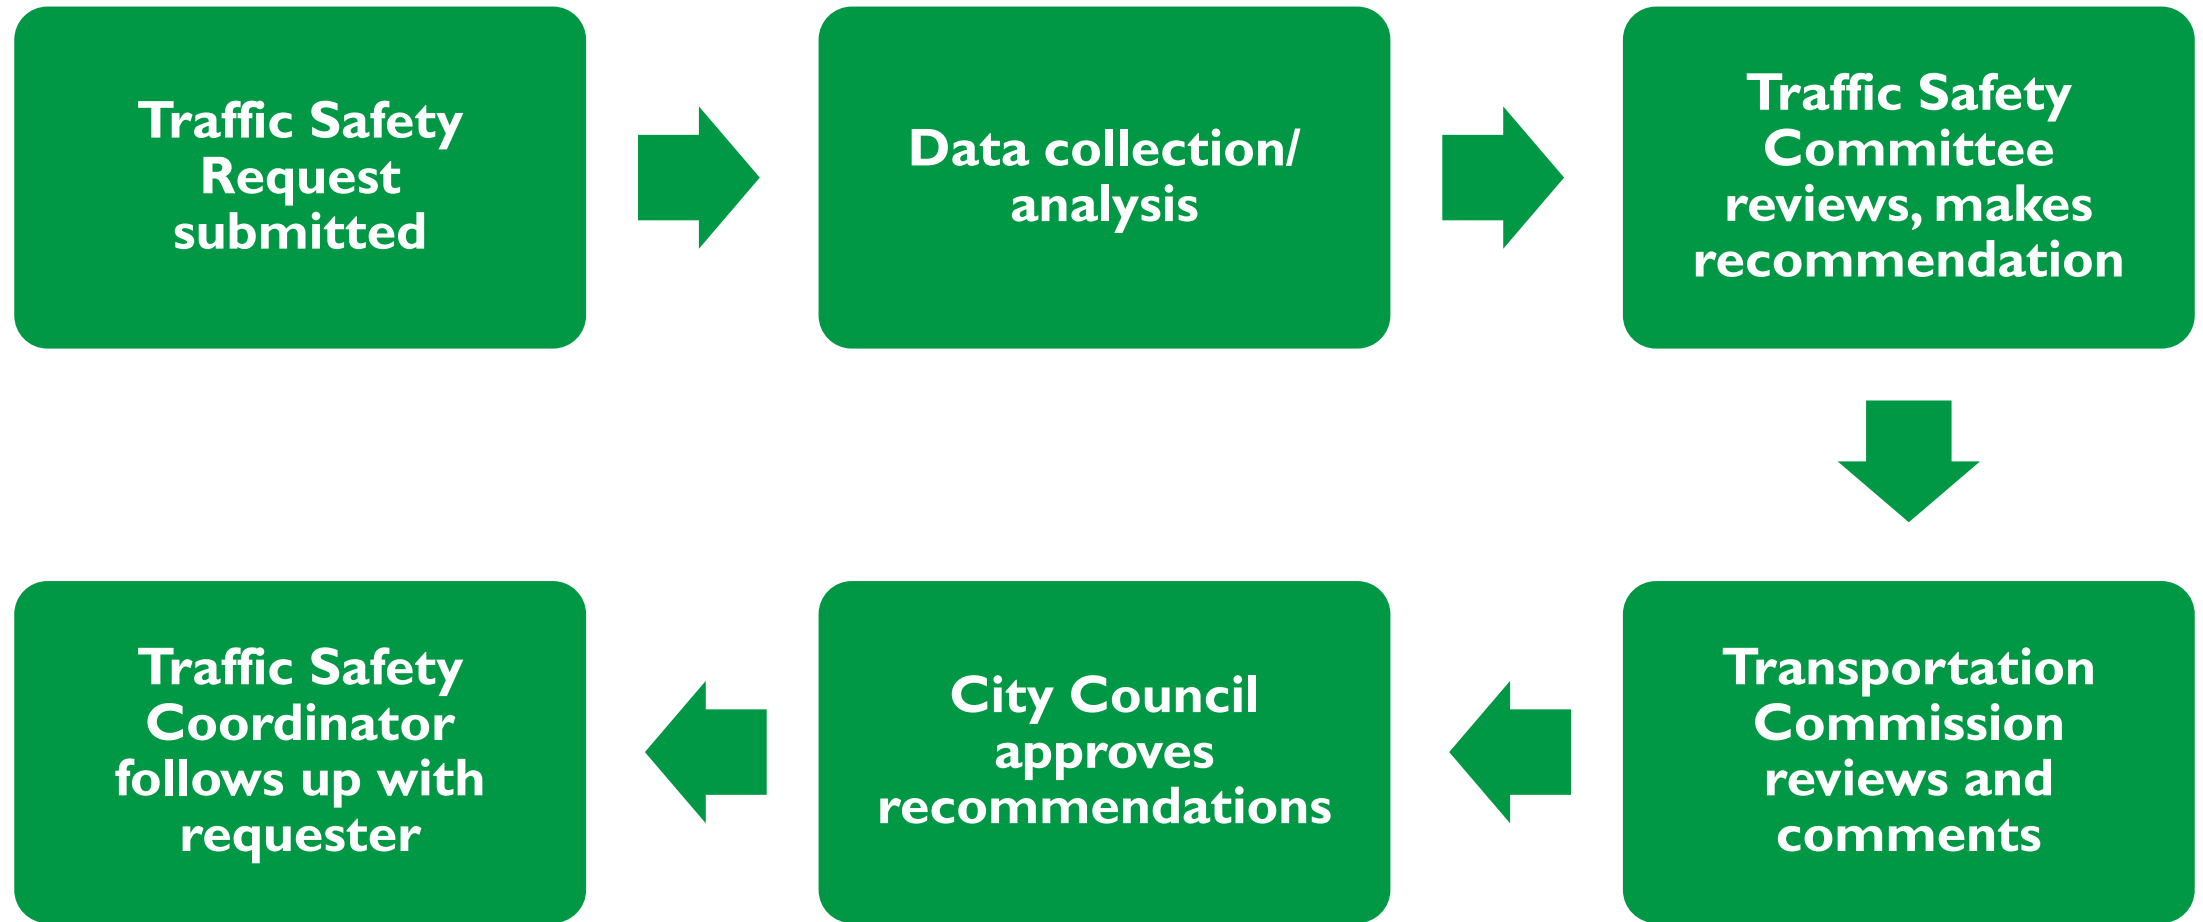 Traffic Safety
Request
submitted
Data collection/
analysis
Traffic Safety
Committee
reviews, makes
recommendation
Transportation
Commission
reviews and
comments
City Council
approves
recommendations
Traffic Safety
Coordinator
follows up with
requester